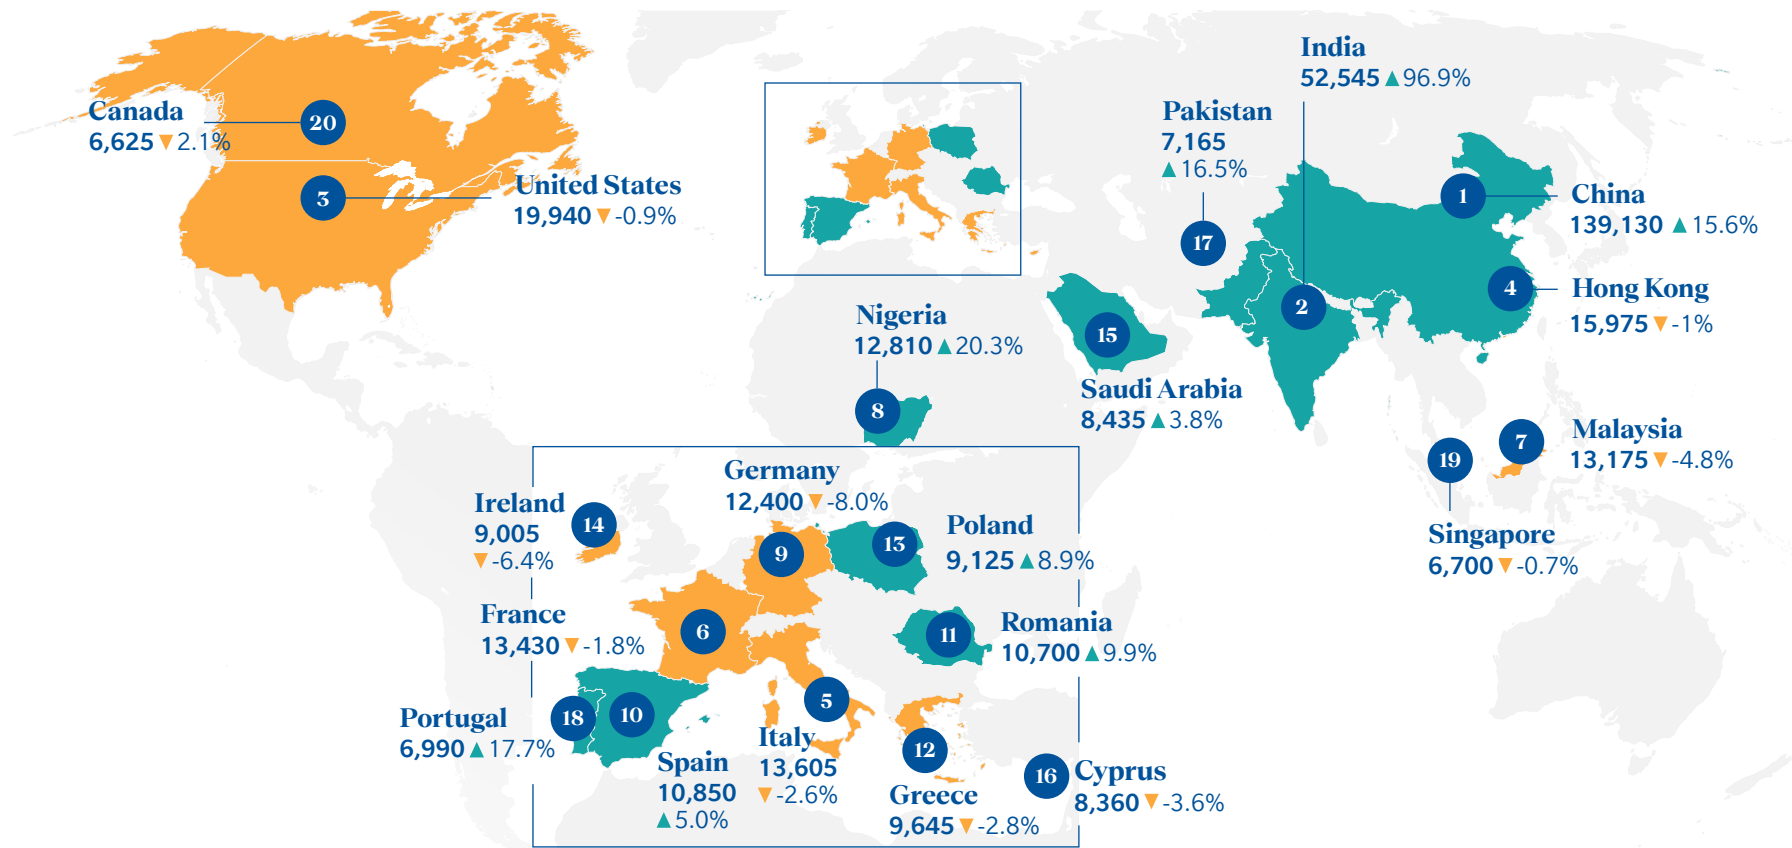 Canada
6,625 ▼ 2.1%
20
3
United States
19,940 ▼ -0.9%
India
52,545 ▲ 96.9%
2
Pakistan
7,165
▲ 16.5%
17
1
China
139,130 ▲ 15.6%
4
Hong Kong
15,975 ▼ -1%
Nigeria
12,810 ▲ 20.3%
8
15
Saudi Arabia
8,435 ▲ 3.8%
7
Malaysia
13,175 ▼ -4.8%
19
Singapore
6,700 ▼ -0.7%
Germany
12,400 ▼ -8.0%
9
Ireland
9,005
▼ -6.4%
14
13
Poland
9,125 ▲ 8.9%
France
13,430 ▼ -1.8%
6
11
Romania
10,700 ▲ 9.9%
Portugal
6,990 ▲ 17.7%
18
10
Spain
10,850
▲ 5.0%
5
Italy
13,605
▼ -2.6%
12
Greece
9,645 ▼ -2.8%
16
Cyprus
8,360 ▼ -3.6%